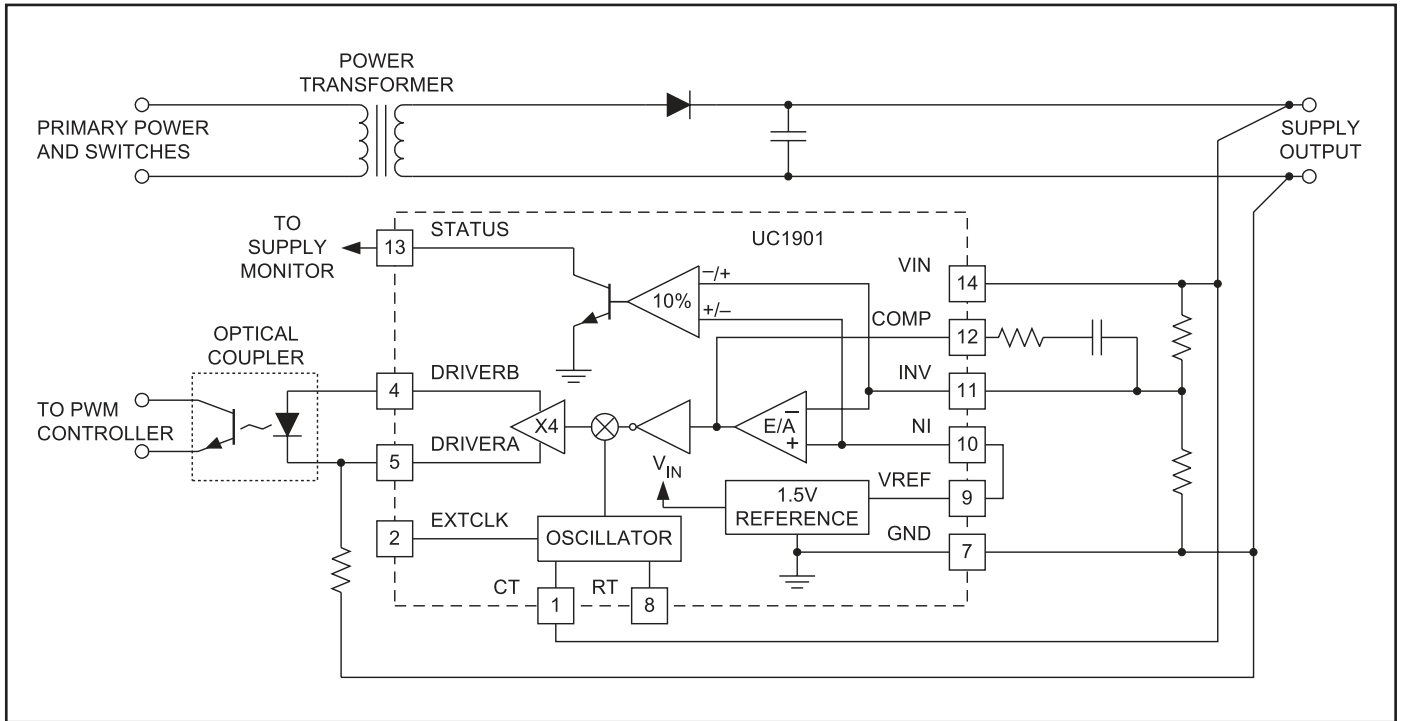 POWER
TRANSFORMER
PRIMARY POWER
AND SWITCHES
SUPPLY
OUTPUT
TO
SUPPLY
MONITOR
13
STATUS
UC1901
VIN
14
10%
–/+
+/–
COMP
12
OPTICAL
COUPLER
DRIVERB
4
INV
11
TO PWM
CONTROLLER
X4
E/A
–
+
NI
10
DRIVERA
5
VIN
1.5V
REFERENCE
VREF
9
EXTCLK
2
OSCILLATOR
GND
7
CT
1
RT
8